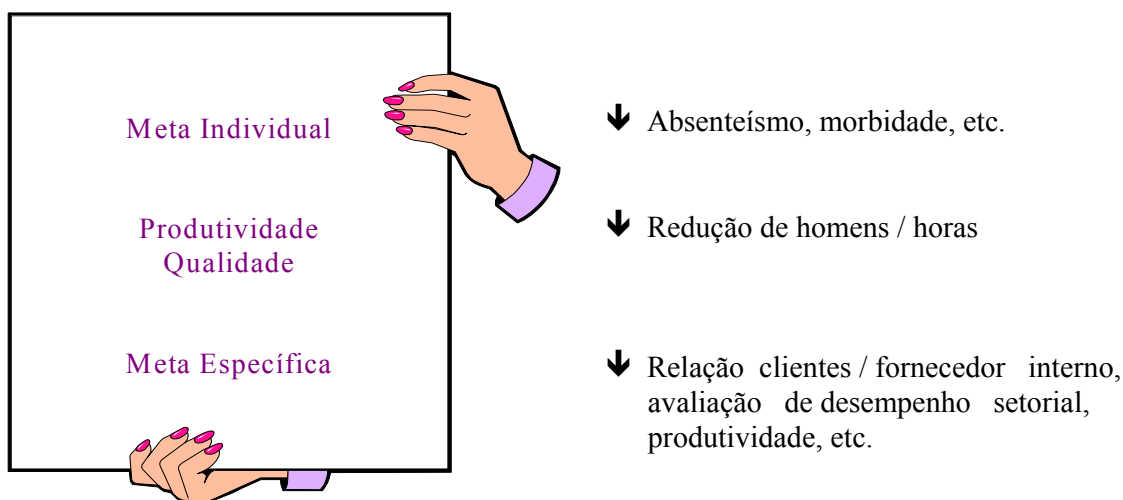 Meta Individual
🡻 Absenteísmo, morbidade, etc.
Produtividade
Qualidade
🡻 Redução de homens / horas
Meta Específica
🡻 Relação clientes / fornecedor interno,
avaliação de desempenho setorial,
produtividade, etc.